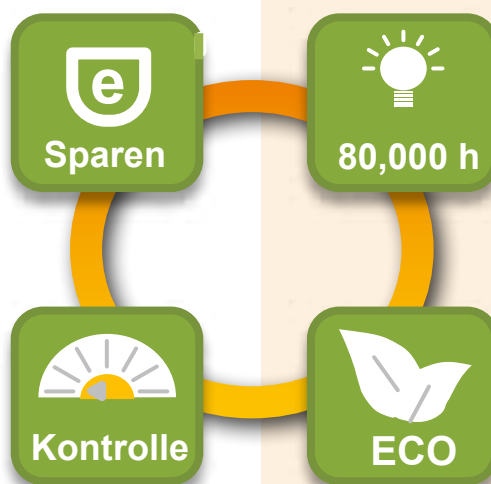 e
Sparen
80,000 h
Kontrolle
ECO